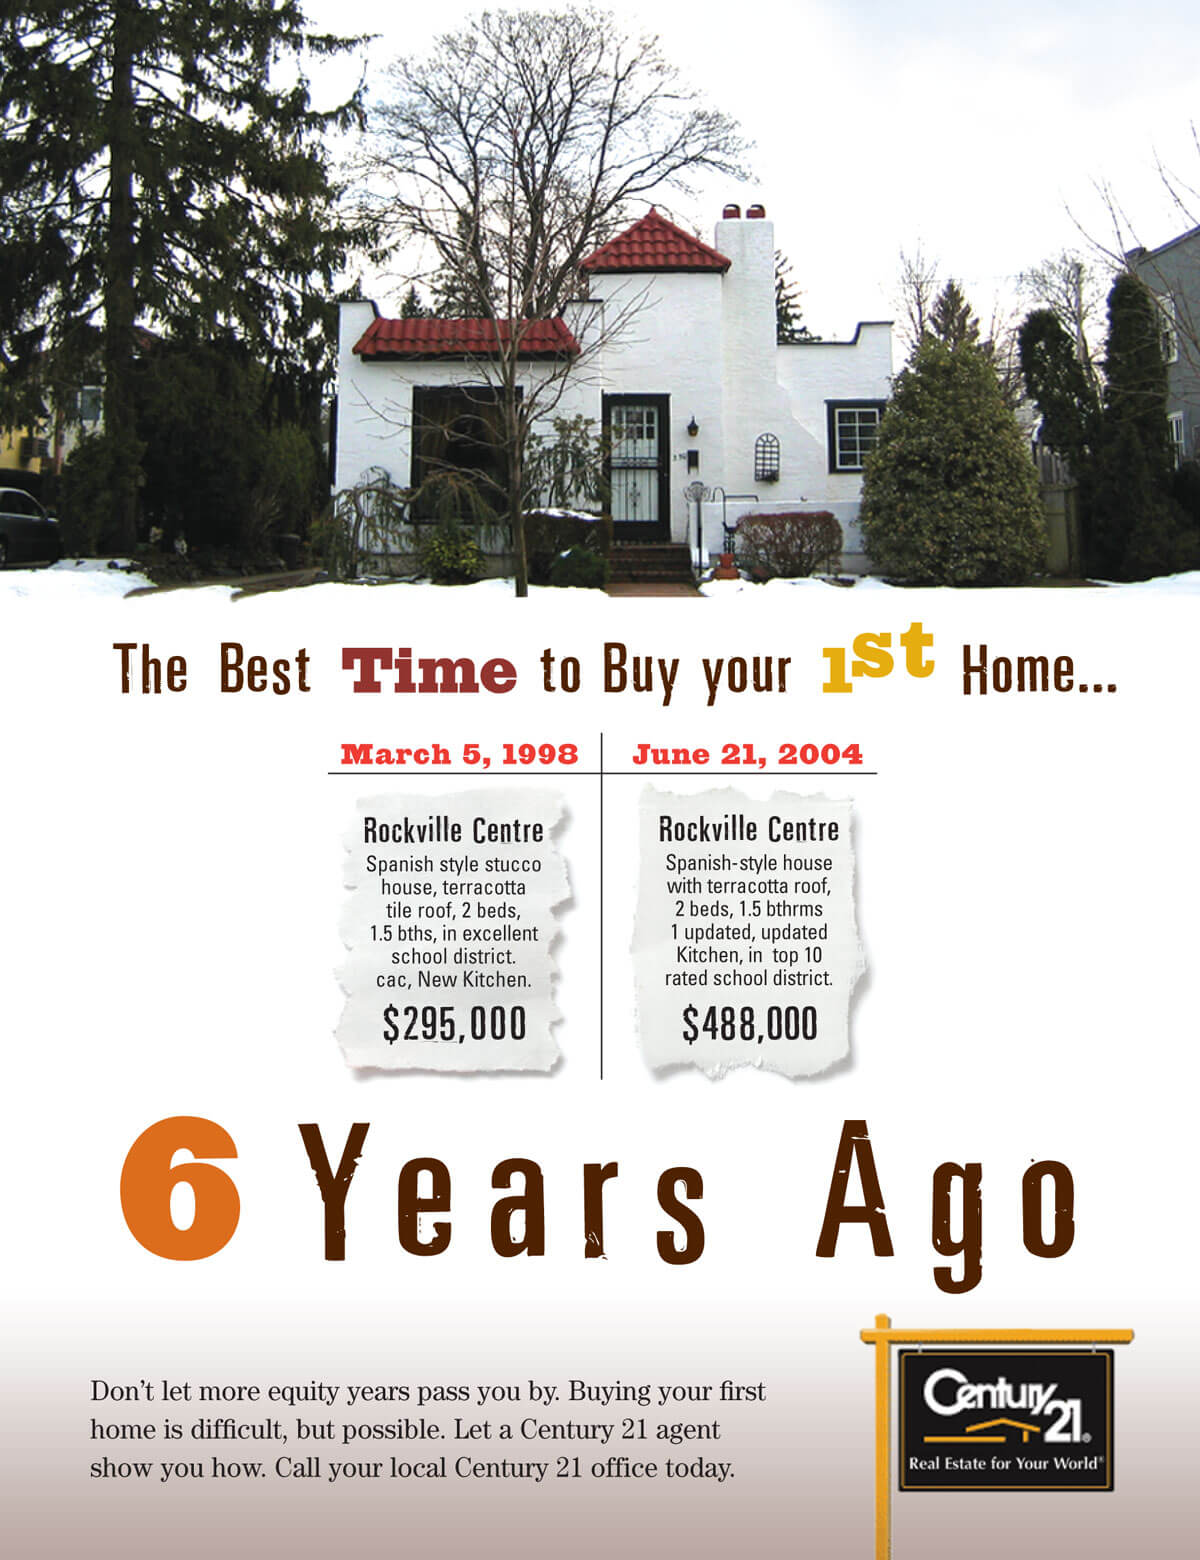 The Best Time to Buy your 1st Home...
March 5, 1998
June 21, 2004
Rockville Centre
Spanish style stucco
house, terracotta
tile roof, 2 beds,
1.5 bths, in excellent
school district.
cac, New Kitchen.
$295,000
Rockville Centre
Spanish-style house
with terracotta roof,
2 beds, 1.5 bthrms
1 updated, updated
Kitchen, in top 10
rated school district.
$488,000
6 Years Ago
Don't let more equity years pass you by. Buying your first
home is difficult, but possible. Let a Century 21 agent
show you how. Call your local Century 21 office today.
Century
21®
Real Estate for Your World®